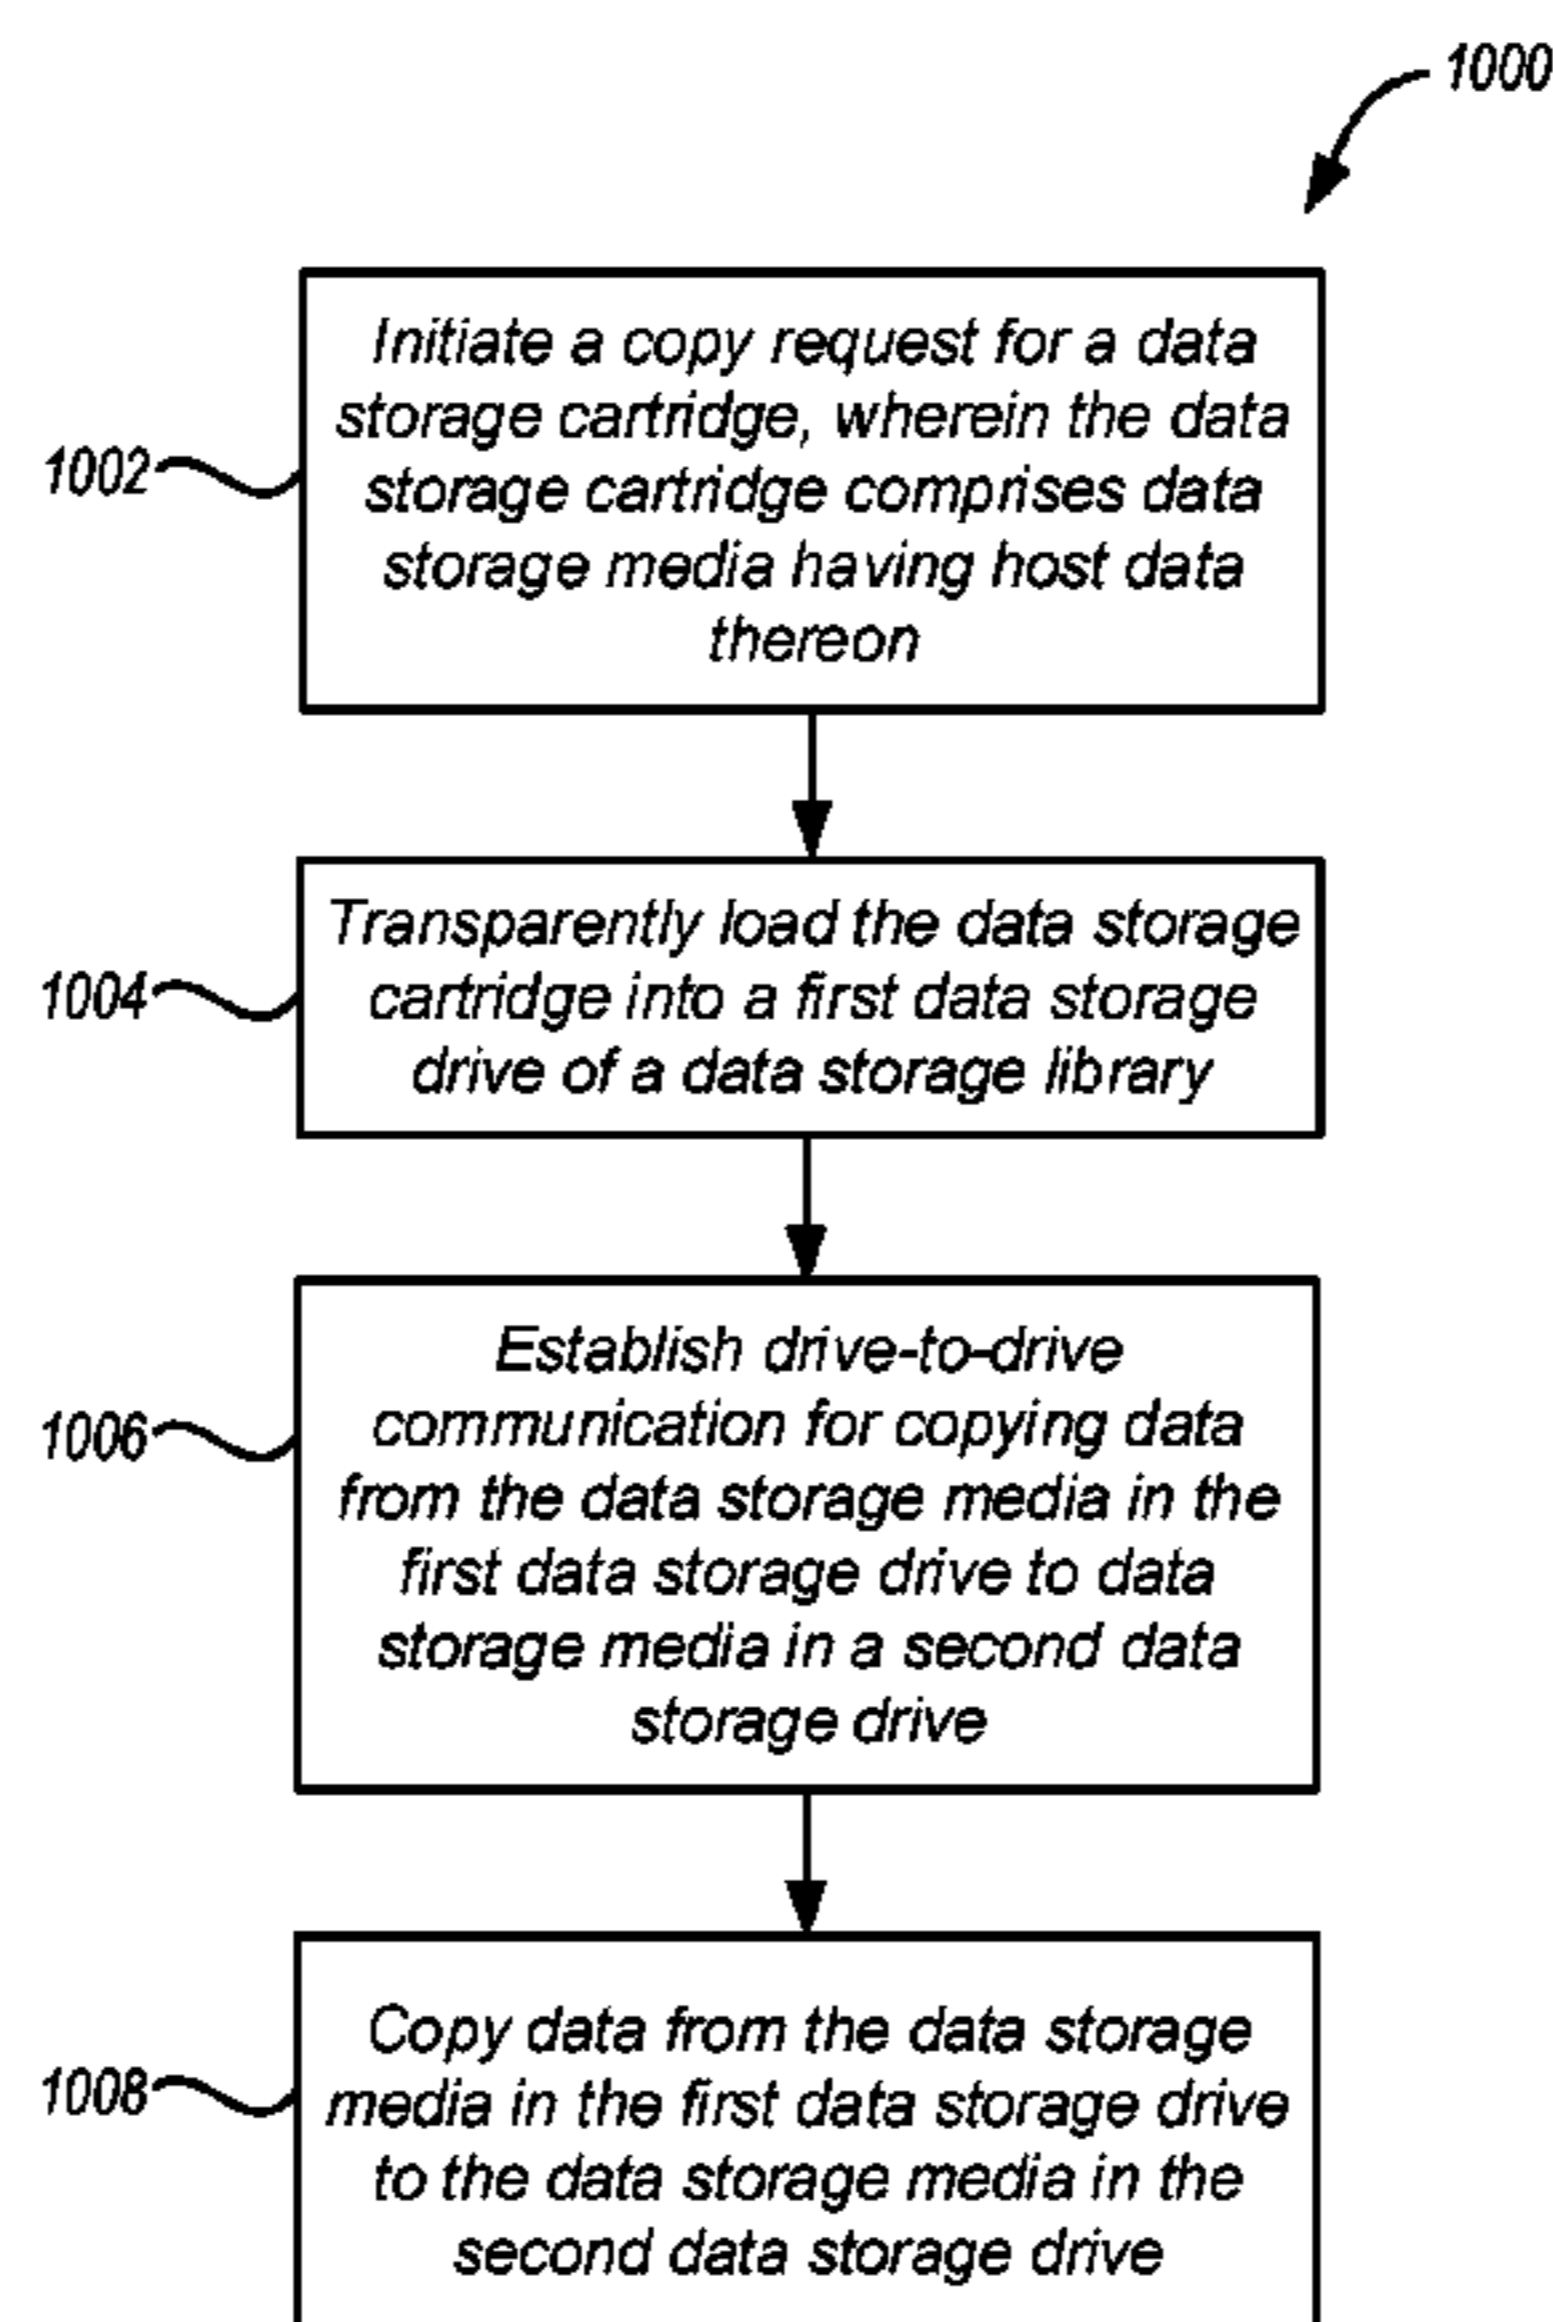 1000
Initiate a copy request for a data
storage cartridge, wherein the data
storage cartridge comprises data
storage media having host data
thereon
1002
Transparently load the data storage
cartridge into a first data storage
drive of a data storage library
1004
Establish drive-to-drive
communication for copying data
from the data storage media in the
first data storage drive to data
storage media in a second data
storage drive
1006
Copy data from the data storage
media in the first data storage drive
to the data storage media in the
second data storage drive
1008